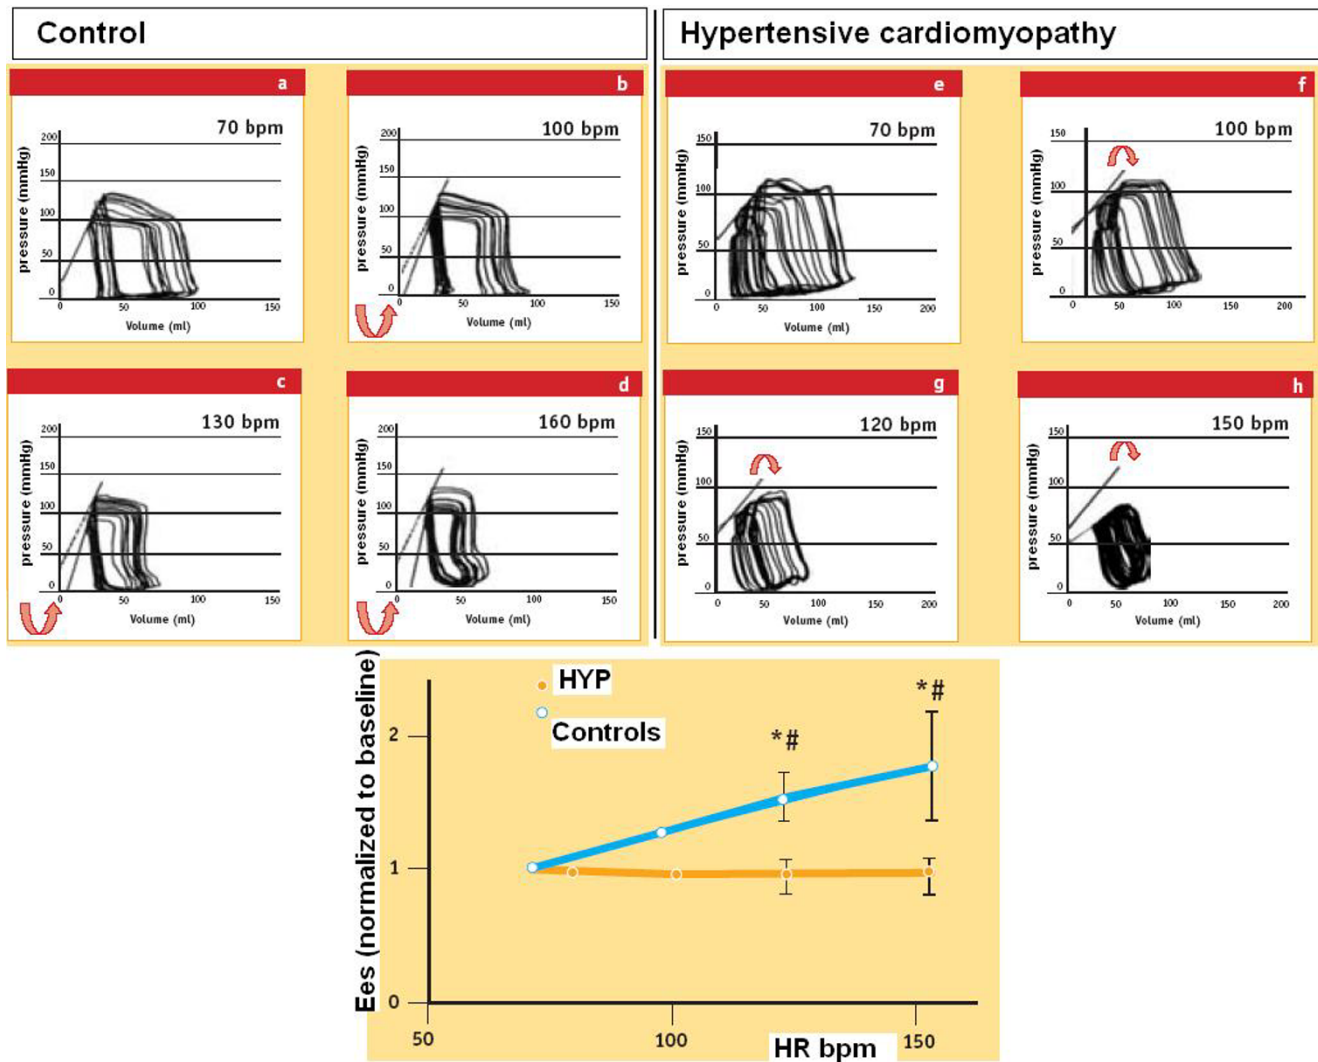 Control
Hypertensive cardiomyopathy
a
70 bpm
pressure (mmHg)
200
150
100
50
0
0
50
100
150
Volume (ml)
b
100 bpm
pressure (mmHg)
200
150
100
50
0
0
50
100
150
Volume (ml)
e
70 bpm
pressure (mmHg)
150
100
50
0
0
50
100
150
200
Volume (ml)
f
100 bpm
pressure (mmHg)
150
100
50
0
0
50
100
150
200
Volume (ml)
c
130 bpm
pressure (mmHg)
200
150
100
50
0
0
50
100
150
Volume (ml)
d
160 bpm
pressure (mmHg)
200
150
100
50
0
0
50
100
150
Volume (ml)
g
120 bpm
pressure (mmHg)
150
100
50
0
0
50
100
150
200
Volume (ml)
h
150 bpm
pressure (mmHg)
150
100
50
0
0
50
100
150
200
Volume (ml)
Ees (normalized to baseline)
HYP
Controls
*#
*#
2
1
0
50
100
150
HR bpm